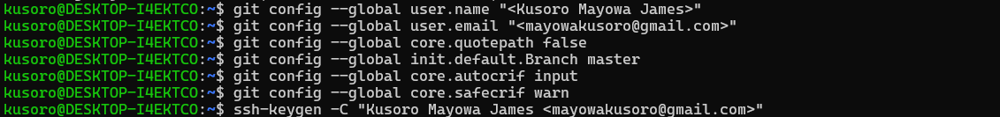 kusoro@DESKTOP-I4EKTCO:~$ git config --global user.name "<Kusoro Mayowa James>"
kusoro@DESKTOP-I4EKTCO:~$ git config --global user.email "<mayowakusoro@gmail.com>"
kusoro@DESKTOP-I4EKTCO:~$ git config --global core.quotepath false
kusoro@DESKTOP-I4EKTCO:~$ git config --global init.default.Branch master
kusoro@DESKTOP-I4EKTCO:~$ git config --global core.autocrif input
kusoro@DESKTOP-I4EKTCO:~$ git config --global core.safecrif warn
kusoro@DESKTOP-I4EKTCO:~$ ssh-keygen -C "Kusoro Mayowa James <mayowakusoro@gmail.com>"